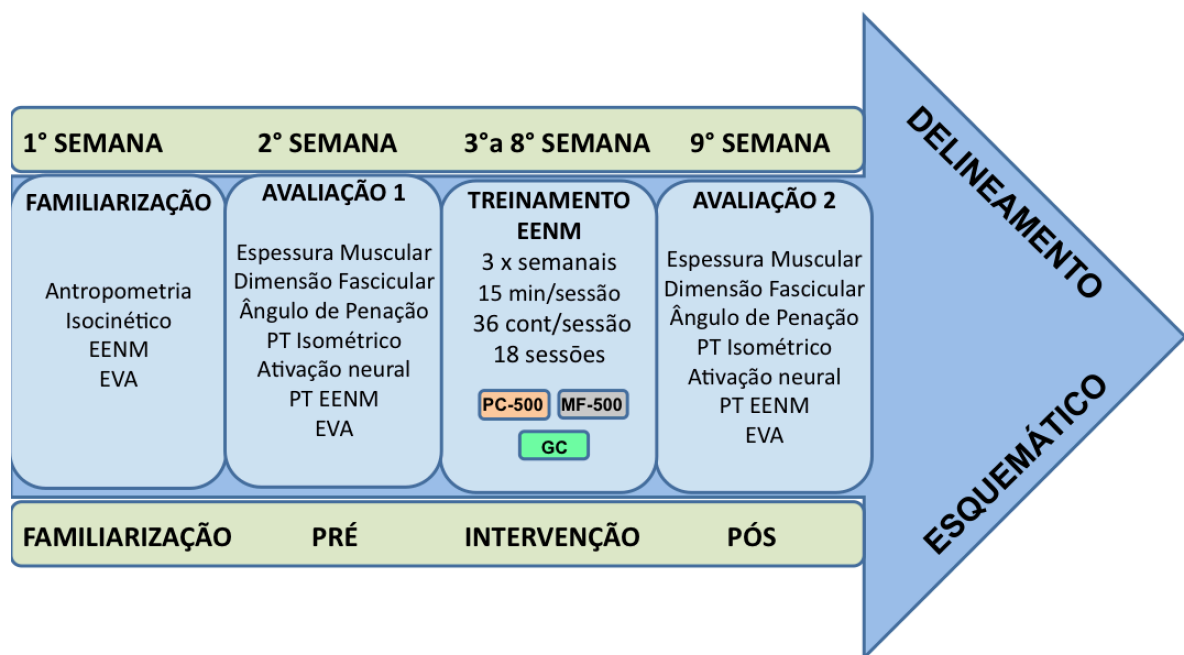 1° SEMANA
2° SEMANA
3°a 8° SEMANA
9° SEMANA
FAMILIARIZAÇÃO
Antropometria
Isocinético
EENM
EVA
AVALIAÇÃO 1
Espessura Muscular
Dimensão Fascicular
Ângulo de Penação
PT Isométrico
Ativação neural
PT EENM
EVA
TREINAMENTO
EENM
3 x semanais
15 min/sessão
36 cont/sessão
18 sessões
PC-500
MF-500
GC
AVALIAÇÃO 2
Espessura Muscular
Dimensão Fascicular
Ângulo de Penação
PT Isométrico
Ativação neural
PT EENM
EVA
FAMILIARIZAÇÃO
PRÉ
INTERVENÇÃO
PÓS
DELINEAMENTO
ESQUEMÁTICO